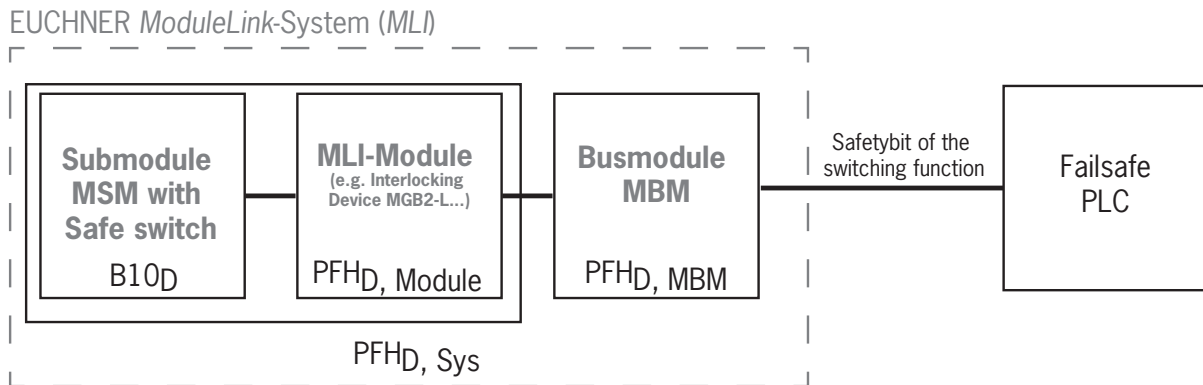 EUCHNER ModuleLink-System (MLI)
Submodule
MSM with
Safe switch
B10D
MLI-Module
(e.g. Interlocking
Device MGB2-L...)
PFHD, Module
Busmodule
MBM
PFHD, MBM
PFHD, Sys
Safetybit of the
switching function
Failsafe
PLC